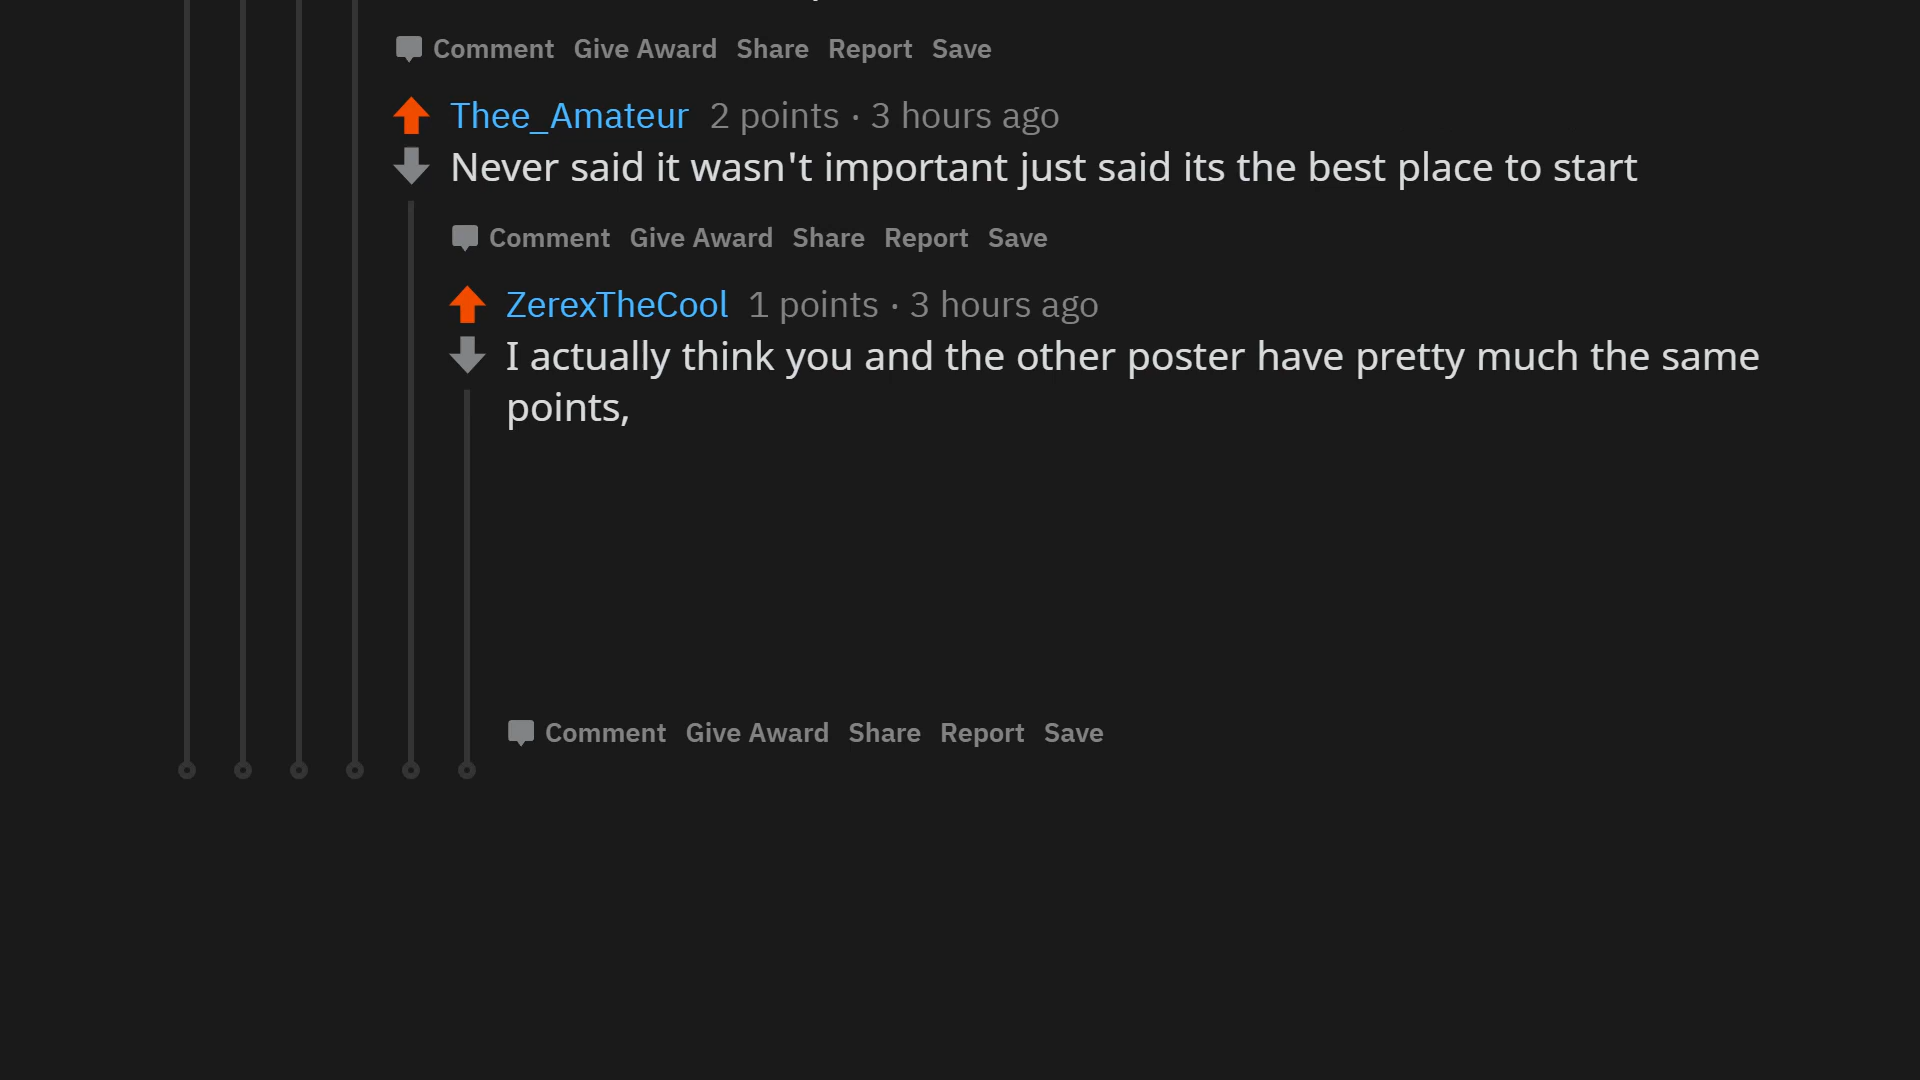 Comment Give Award Share Report Save
Thee_Amateur 2 points · 3 hours ago
Never said it wasn't important just said its the best place to start
Comment Give Award Share Report Save
ZerexTheCool 1 points · 3 hours ago
I actually think you and the other poster have pretty much the same
points,
Comment Give Award Share Report Save